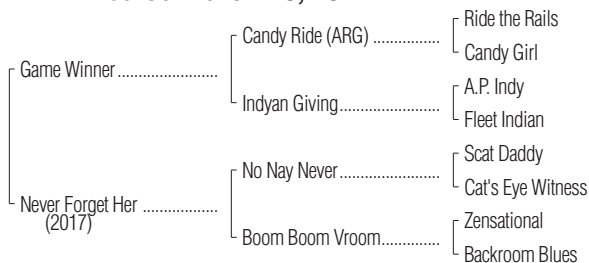 Ride the Rails
Candy Ride (ARG) ................
Candy Girl
Game Winner ........................
A.P. Indy
Indyan Giving ........................
Fleet Indian
Scat Daddy
No Nay Never ........................
Cat's Eye Witness
Never Forget Her ..................
(2017)
Zensational
Boom Boom Vroom ..............
Backroom Blues